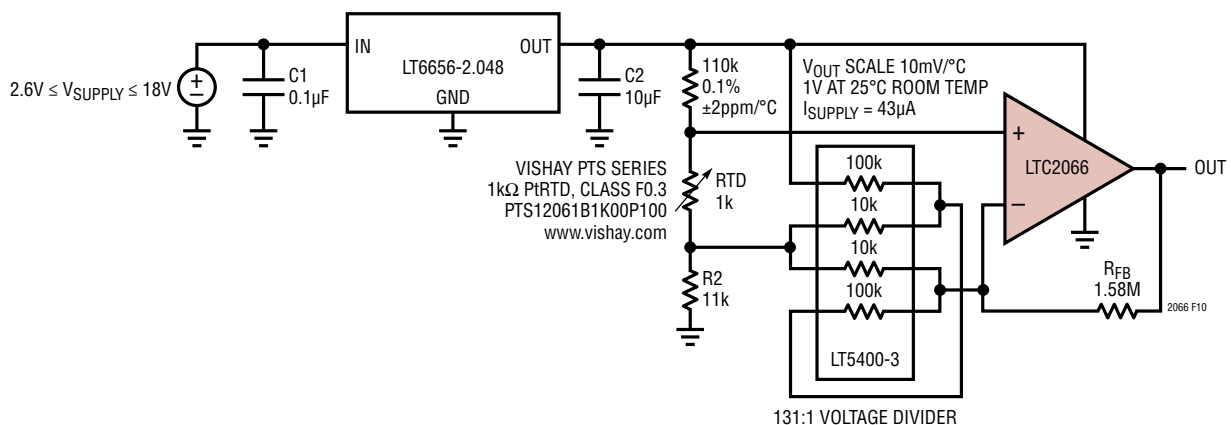 IN
LT6656-2.048
OUT
GND
2.6V ≤ VSUPPLY ≤ 18V
+
–
C1
0.1µF
C2
10µF
110k
0.1%
±2ppm/°C
VOUT SCALE 10mV/°C
1V AT 25°C ROOM TEMP
ISUPPLY = 43µA
VISHAY PTS SERIES
1kΩ PtRTD, CLASS F0.3
PTS12061B1K00P100
www.vishay.com
RTD
1k
R2
11k
100k
10k
10k
100k
LT5400-3
131:1 VOLTAGE DIVIDER
+
LTC2066
–
OUT
RFB
1.58M
2066 F10